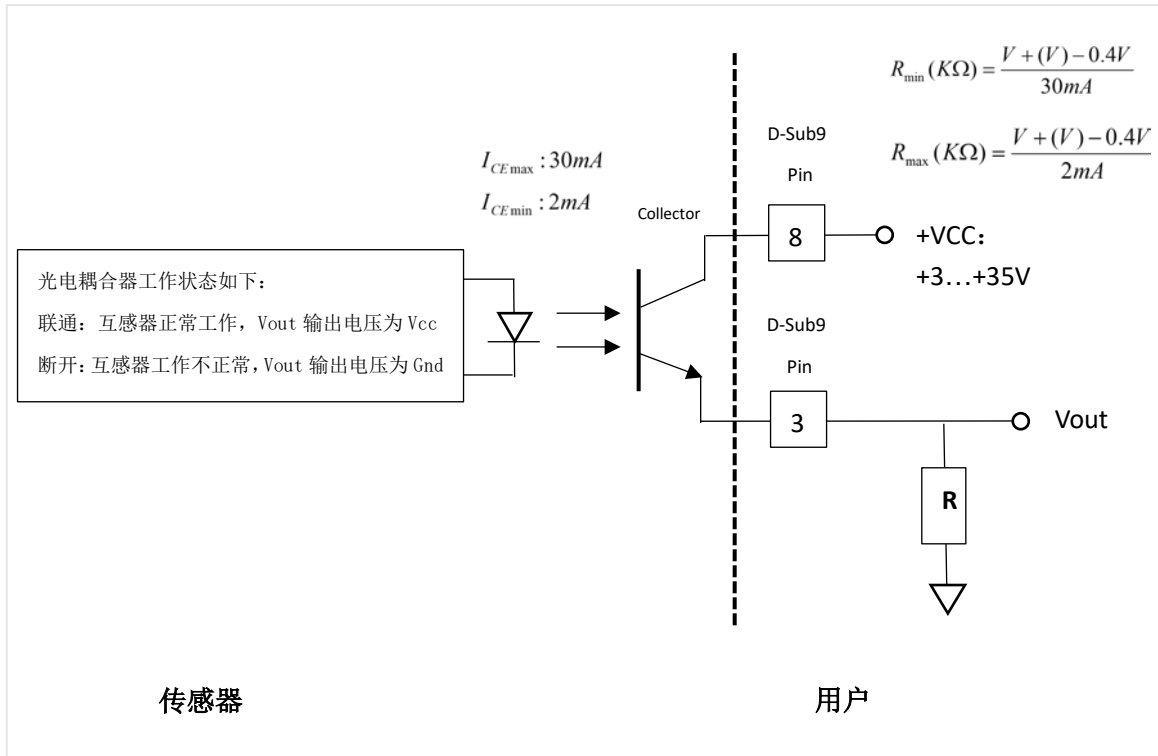 R_min(KΩ) = (V+(V)−0.4V) / 30mA
R_max(KΩ) = (V+(V)−0.4V) / 2mA
D-Sub9
Pin
I_CEmax : 30mA
I_CEmin : 2mA
Collector
8
+VCC：
+3…+35V
光电耦合器工作状态如下：
联通：互感器正常工作，Vout 输出电压为 Vcc
断开：互感器工作不正常，Vout 输出电压为 Gnd
D-Sub9
Pin
3
Vout
R
传感器
用户